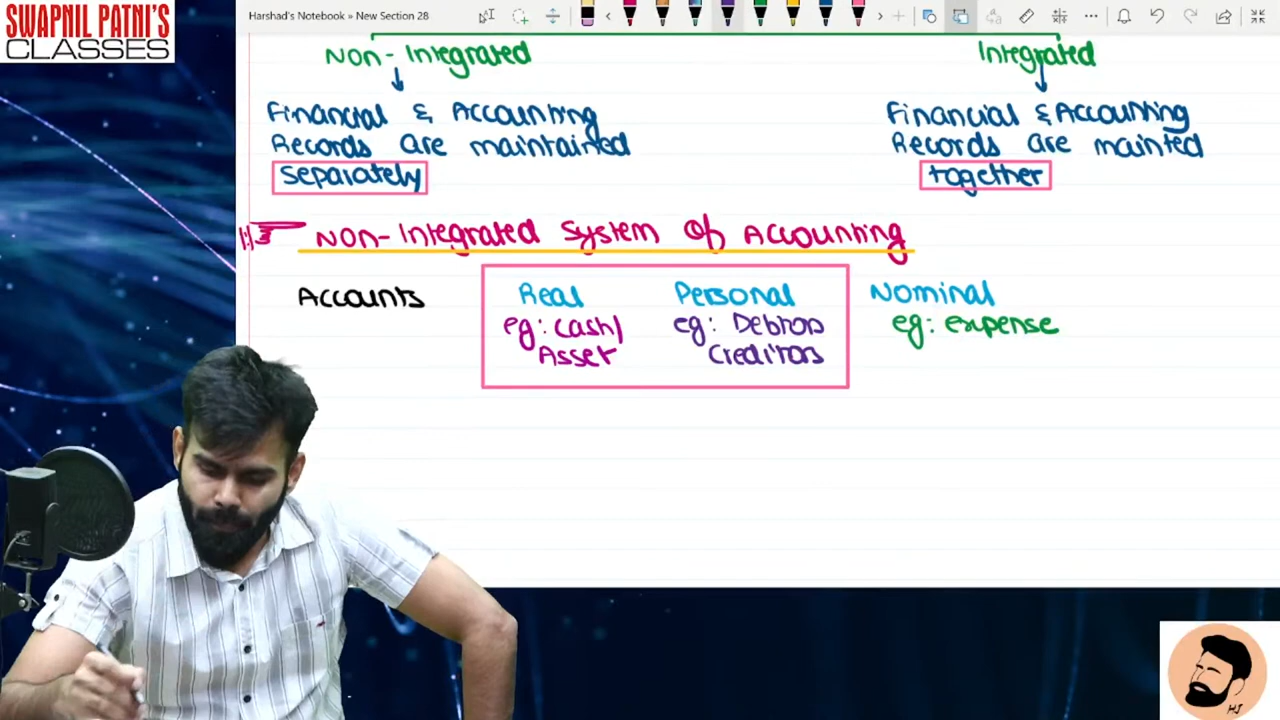 SWAPNIL PATNI'S
CLASSES
Harshad's Notebook » New Section 28
Non-Integrated
Integrated
Financial & Accounting
Records are maintained
Separately
Financial & Accounting
Records are mainted
together
1) Non-Integrated System of Accounting
Accounts
Real
Personal
Nominal
eg: Cash/
Asset
eg: Debtors
Creditors
eg: expense
HJ